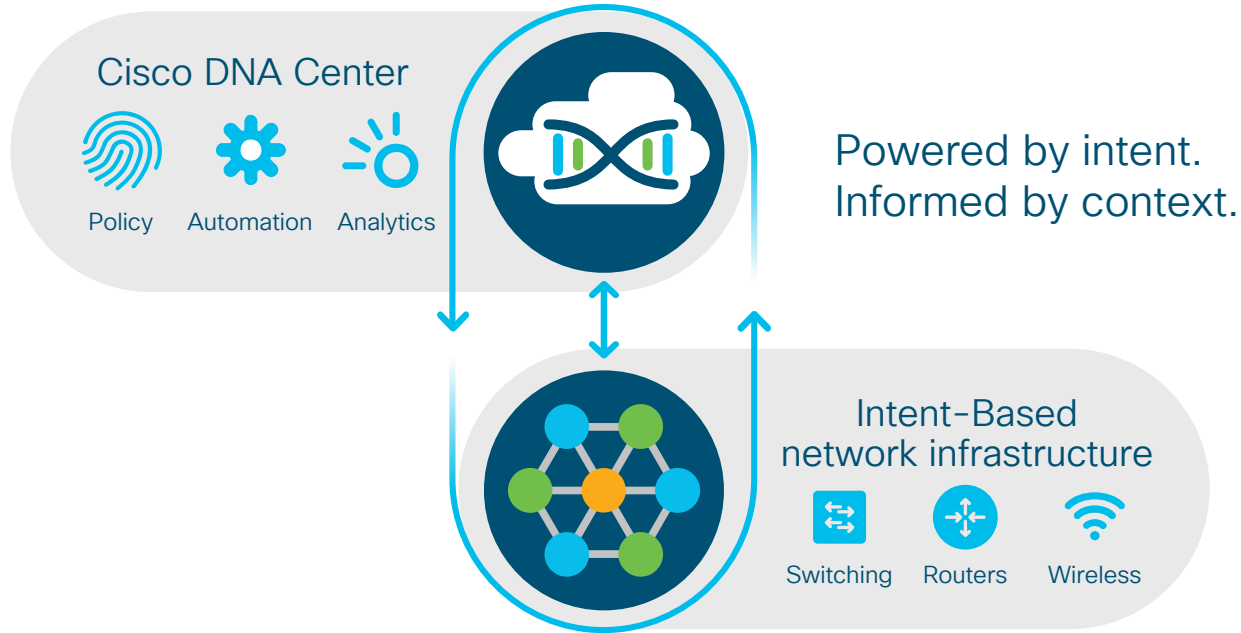 Cisco DNA Center
Policy
Automation
Analytics
Powered by intent.
Informed by context.
Intent-Based
network infrastructure
Switching
Routers
Wireless